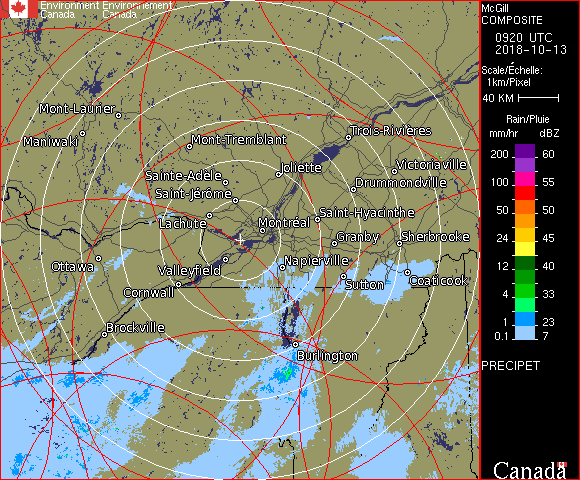 Environment Environnement
Canada Canada
McGill
COMPOSITE
0920 UTC
2018-10-13
Scale/Échelle:
1km/Pixel
40 KM
Rain/Pluie
mm/hr dBZ
200 60
100 55
50 50
24 45
12 40
4 33
1 23
0.1 7
PRECIPET
Canada
Mont-Laurier
Maniwaki
Mont-Tremblant
Trois-Rivières
Joliette
Victoriaville
Sainte-Adèle
Drummondville
Saint-Jérôme
Saint-Hyacinthe
Lachute
Montréal
Granby
Sherbrooke
Ottawa
Valleyfield
Napierville
Cornwall
Sutton
Coaticook
Brockville
Burlington